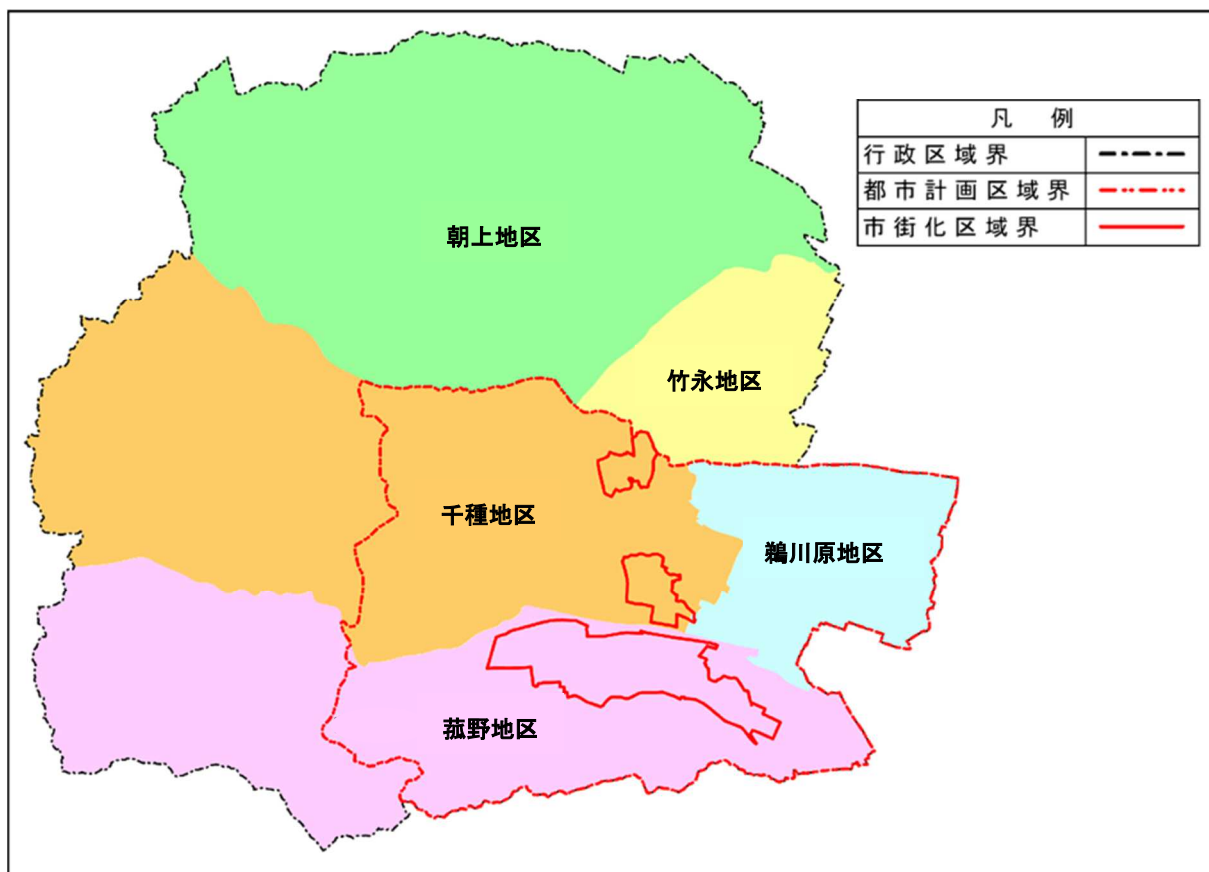 凡 例
行政区域界
都市計画区域界
市街化区域界
朝上地区
竹永地区
千種地区
鵜川原地区
菰野地区